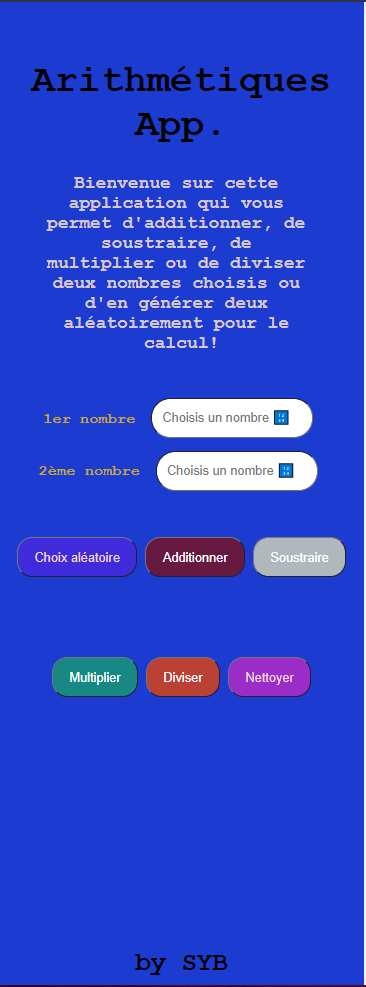 Arithmétiques
App.
Bienvenue sur cette
application qui vous
permet d'additionner, de
soustraire, de
multiplier ou de diviser
deux nombres choisis ou
d'en générer deux
aléatoirement pour le
calcul!
1er nombre Choisis un nombre 🔢
2ème nombre Choisis un nombre 🔢
Choix aléatoire Additionner Soustraire
Multiplier Diviser Nettoyer
by SYB